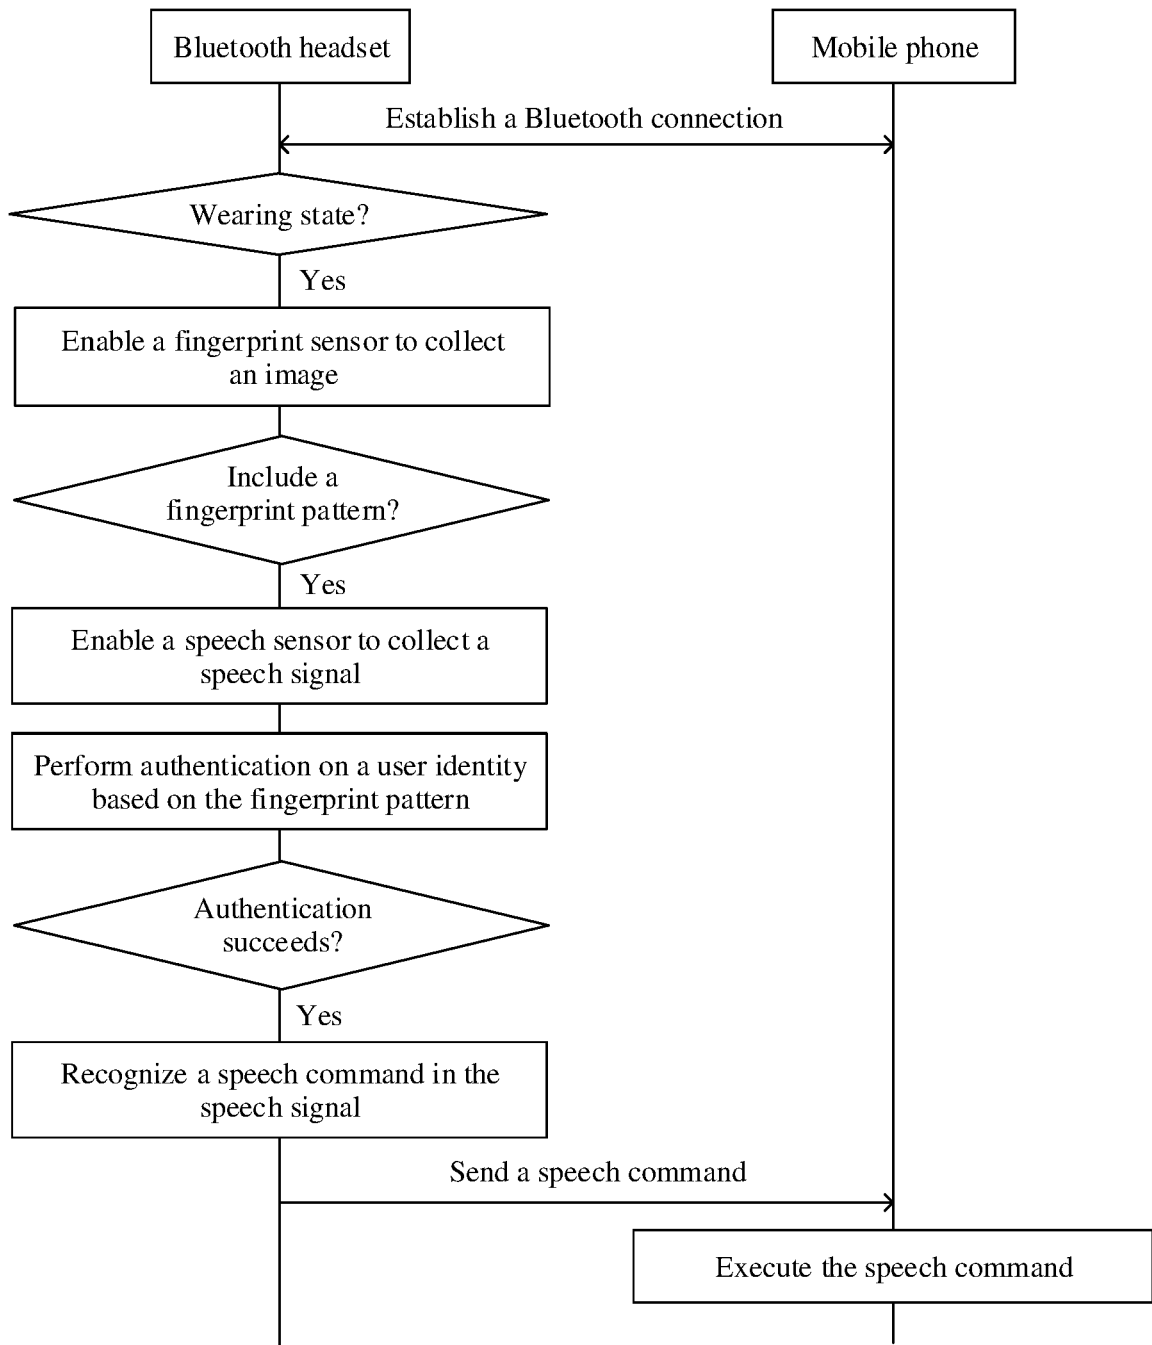 Bluetooth headset
Mobile phone
Establish a Bluetooth connection
Wearing state?
Yes
Enable a fingerprint sensor to collect
an image
Include a
fingerprint pattern?
Yes
Enable a speech sensor to collect a
speech signal
Perform authentication on a user identity
based on the fingerprint pattern
Authentication
succeeds?
Yes
Recognize a speech command in the
speech signal
Send a speech command
Execute the speech command